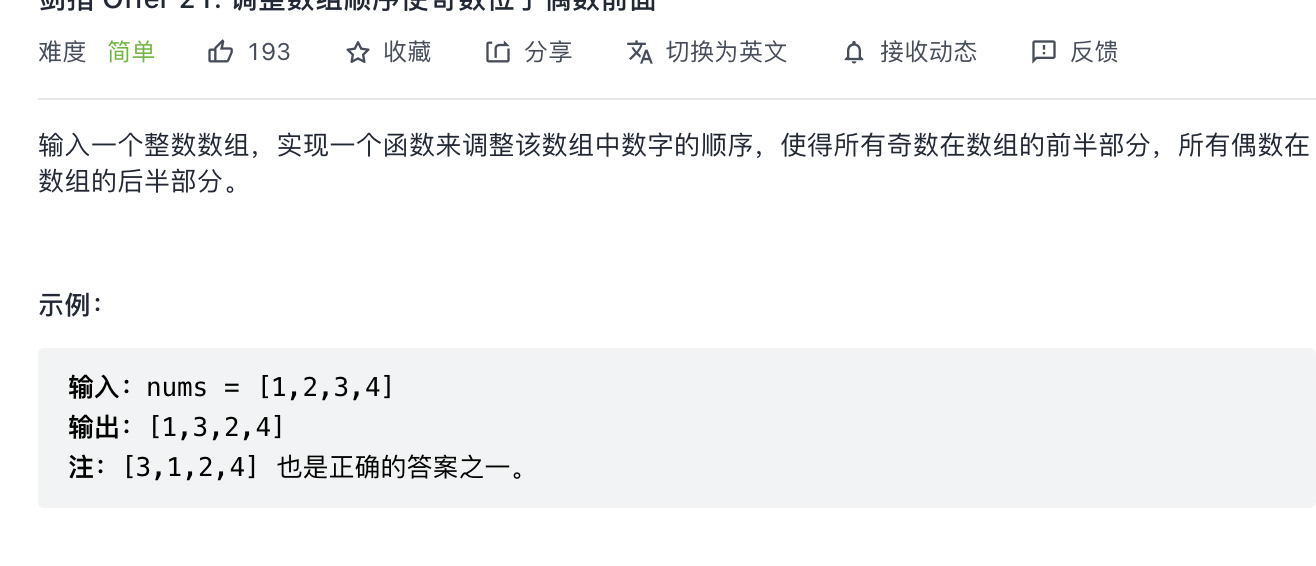 剑指 Offer 21. 调整数组顺序使奇数位于偶数前面
难度 简单 193 收藏 分享 切换为英文 接收动态 反馈
输入一个整数数组，实现一个函数来调整该数组中数字的顺序，使得所有奇数在数组的前半部分，所有偶数在
数组的后半部分。
示例：
输入：nums = [1,2,3,4]
输出：[1,3,2,4]
注：[3,1,2,4] 也是正确的答案之一。